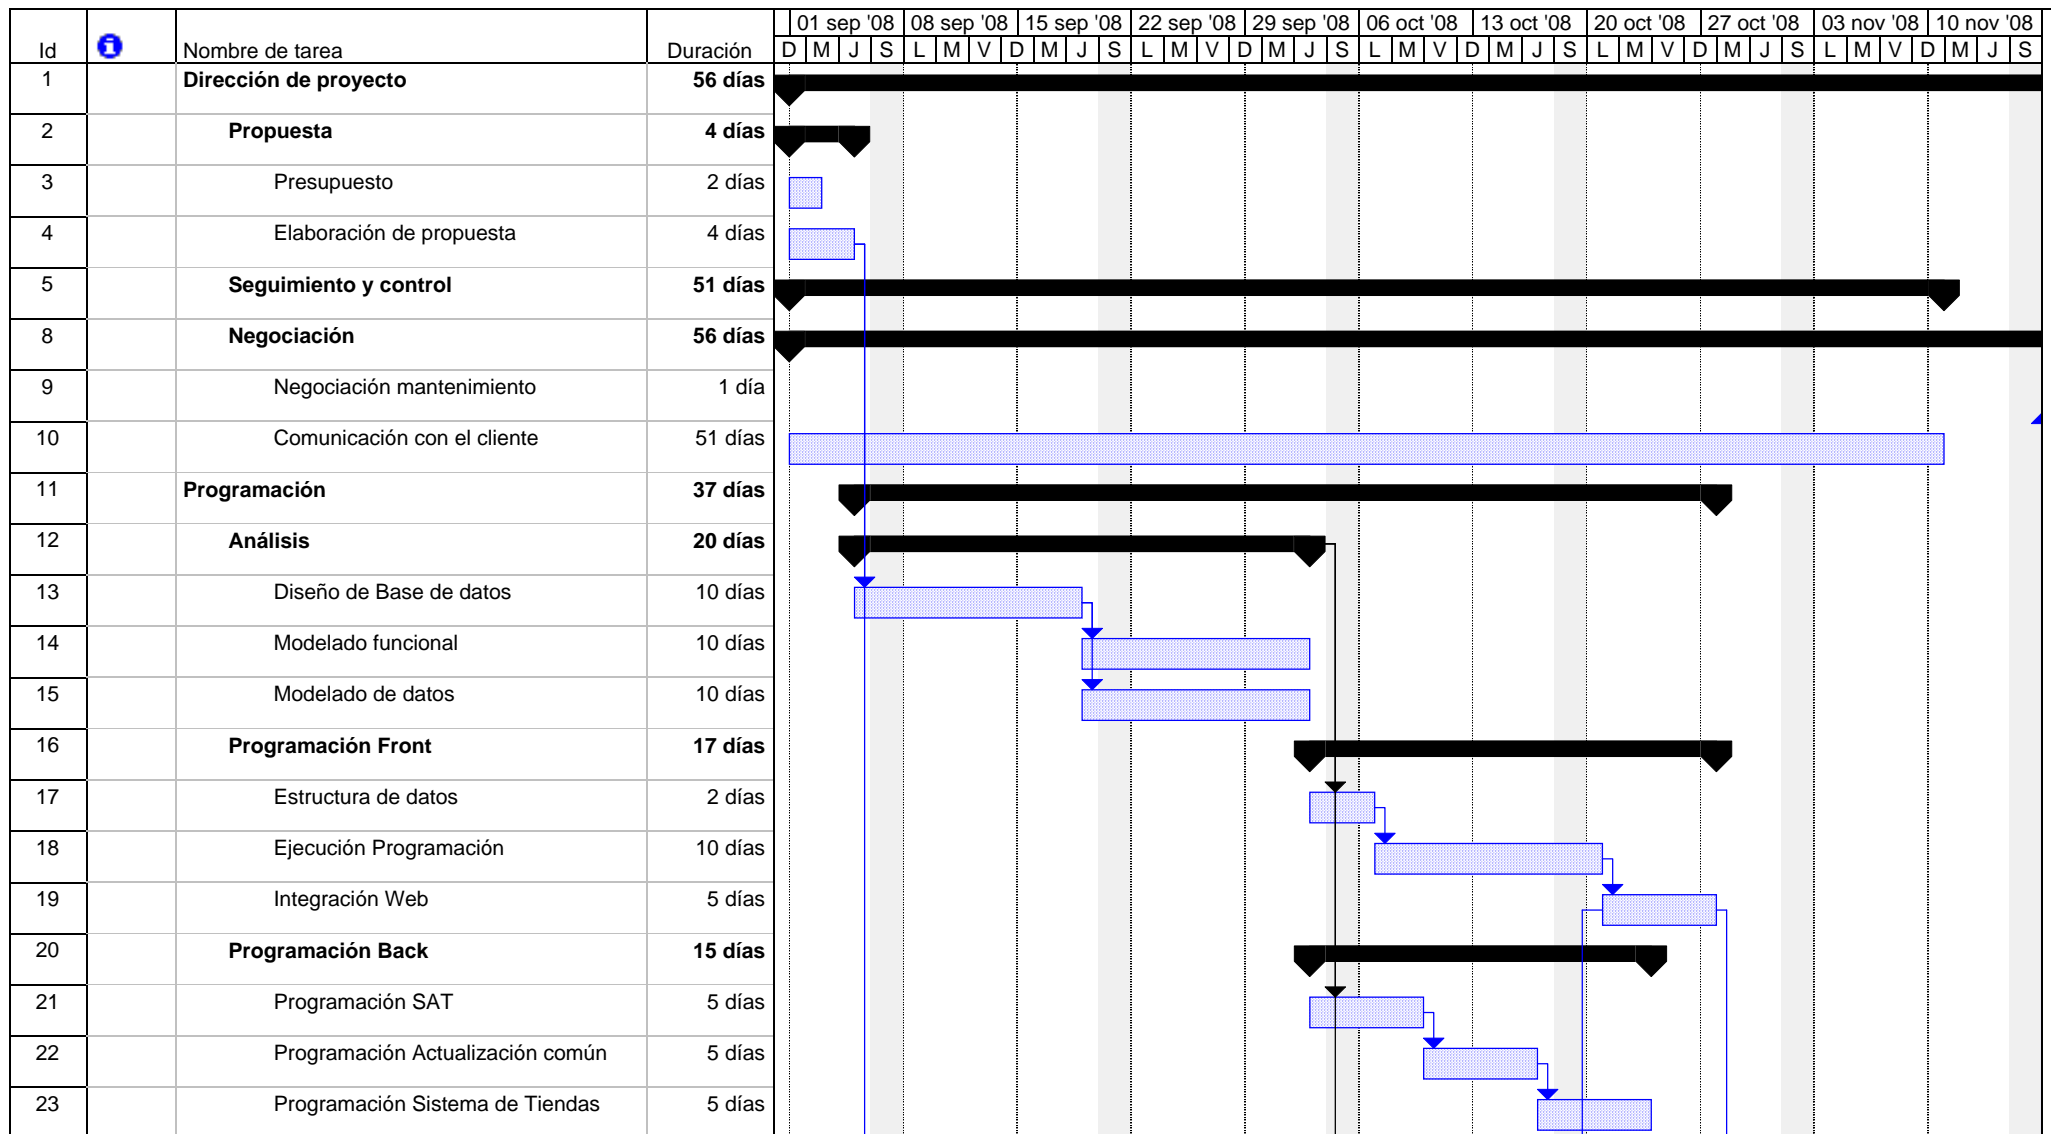 01 sep '08 08 sep '08 15 sep '08 22 sep '08 29 sep '08 06 oct '08 13 oct '08 20 oct '08 27 oct '08 03 nov '08 10 nov '08
Id Nombre de tarea Duración D M J S L M V D M J S L M V D M J S L M V D M J S L M V D M J S L M V D M J S
1 Dirección de proyecto 56 días
2 Propuesta 4 días
3 Presupuesto 2 días
4 Elaboración de propuesta 4 días
5 Seguimiento y control 51 días
8 Negociación 56 días
9 Negociación mantenimiento 1 día
10 Comunicación con el cliente 51 días
11 Programación 37 días
12 Análisis 20 días
13 Diseño de Base de datos 10 días
14 Modelado funcional 10 días
15 Modelado de datos 10 días
16 Programación Front 17 días
17 Estructura de datos 2 días
18 Ejecución Programación 10 días
19 Integración Web 5 días
20 Programación Back 15 días
21 Programación SAT 5 días
22 Programación Actualización común 5 días
23 Programación Sistema de Tiendas 5 días